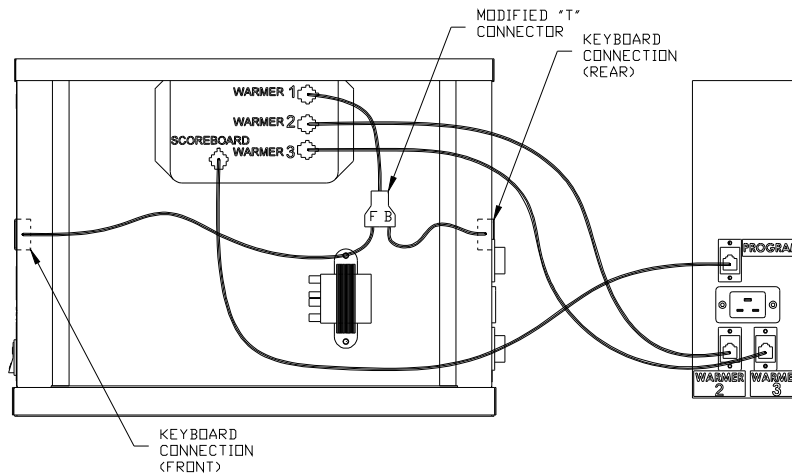 MODIFIED "T"
CONNECTOR
KEYBOARD
CONNECTION
(REAR)
WARMER 1
WARMER 2
SCOREBOARD
WARMER 3
F B
PROGRAM
WARMER
2
WARME
3
KEYBOARD
CONNECTION
(FRONT)